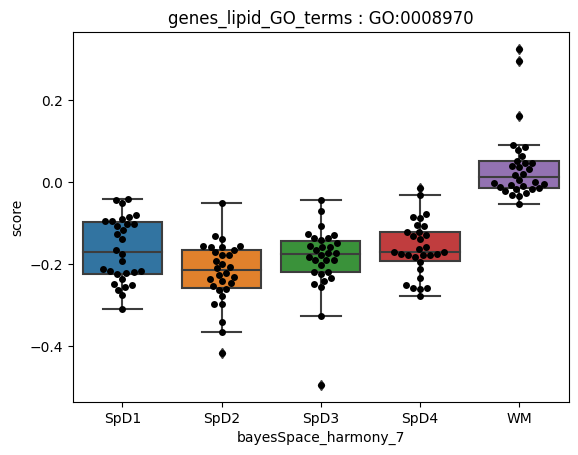 genes_lipid_GO_terms : GO:0008970
score
0.2
0.0
−0.2
−0.4
SpD1 SpD2 SpD3 SpD4 WM
bayesSpace_harmony_7